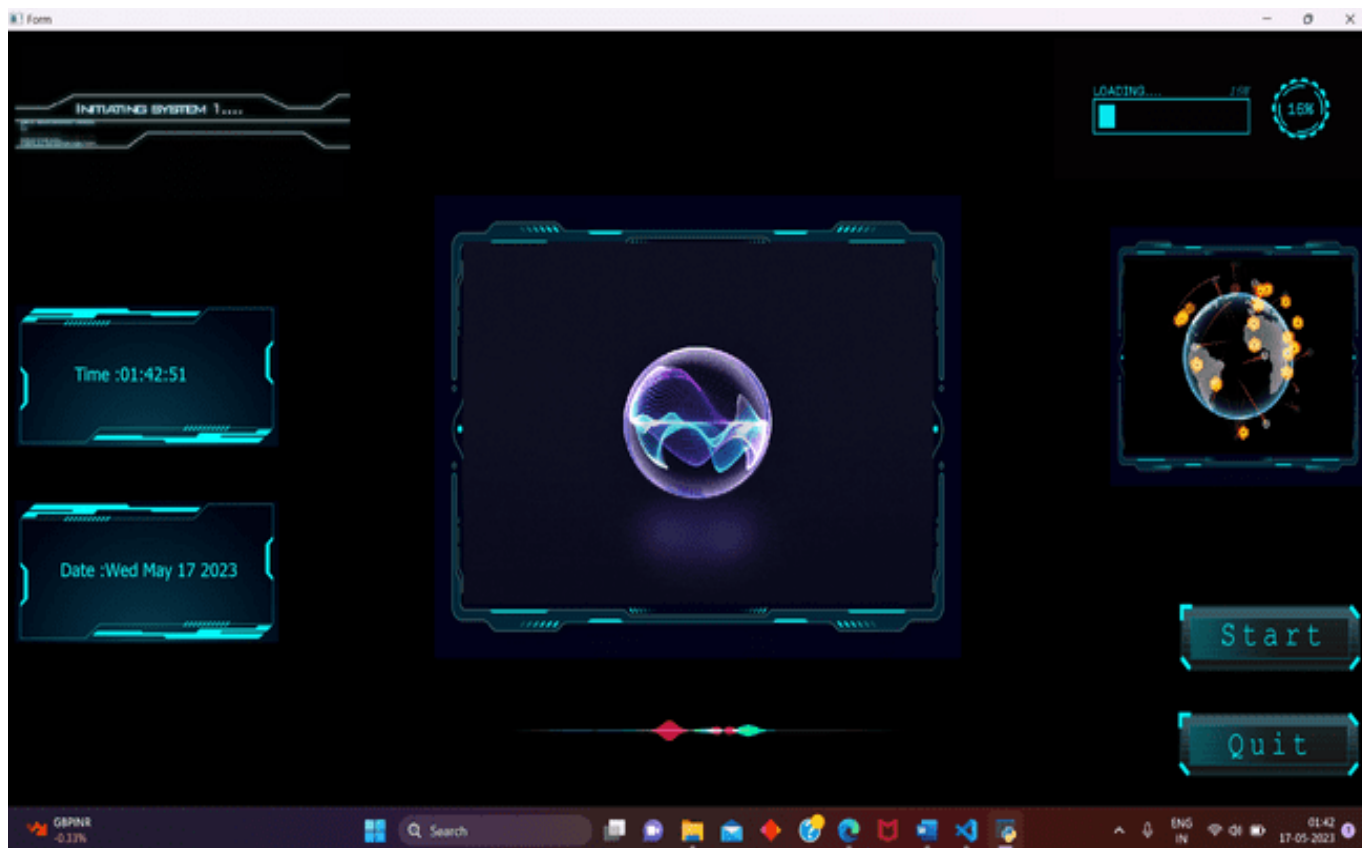 Form
INITIATING SYSTEM 1....
LOADING....
16%
16%
Time :01:42:51
Date :Wed May 17 2023
Start
Quit
GBPINR
-0.33%
Search
ENG
IN
01:42
17-05-2023